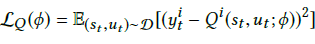 ℒ_Q(ϕ) = 𝔼_{(s_t,u_t)∼𝒟}[(y_t^i − Q^i(s_t, u_t; ϕ))^2]